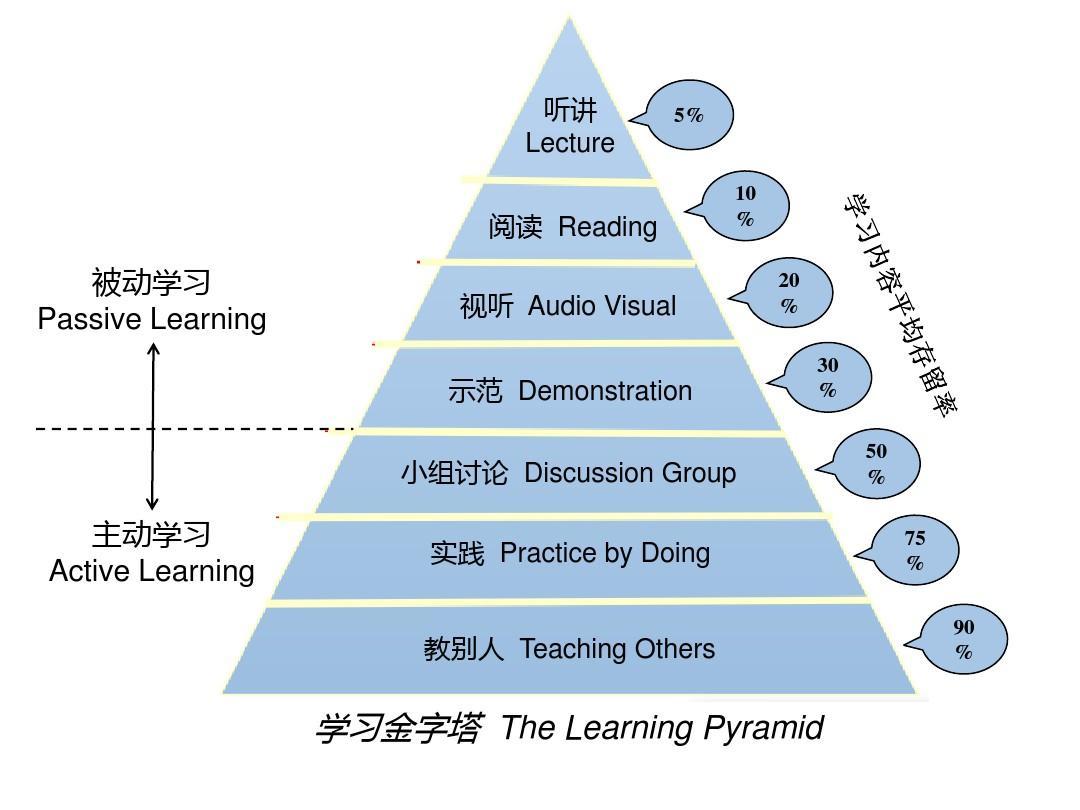 听讲
Lecture
5%
阅读 Reading
10
%
视听 Audio Visual
20
%
示范 Demonstration
30
%
小组讨论 Discussion Group
50
%
实践 Practice by Doing
75
%
教别人 Teaching Others
90
%
学习内容平均存留率
被动学习
Passive Learning
主动学习
Active Learning
学习金字塔 The Learning Pyramid